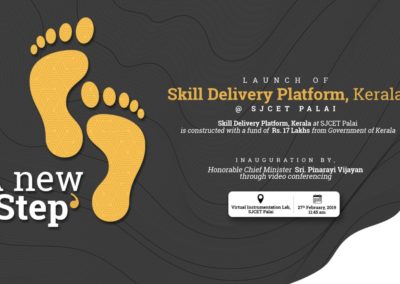 A new
Step
LAUNCH OF
Skill Delivery Platform, Kerala
@ SJCET PALAI
Skill Delivery Platform, Kerala at SJCET Palai
is constructed with a fund of Rs. 17 Lakhs from Government of Kerala
INAUGURATION BY,
Honorable Chief Minister Sri. Pinarayi Vijayan
through video conferencing
Virtual Instrumentation Lab,
SJCET Palai
27th February, 2019
11:45 am